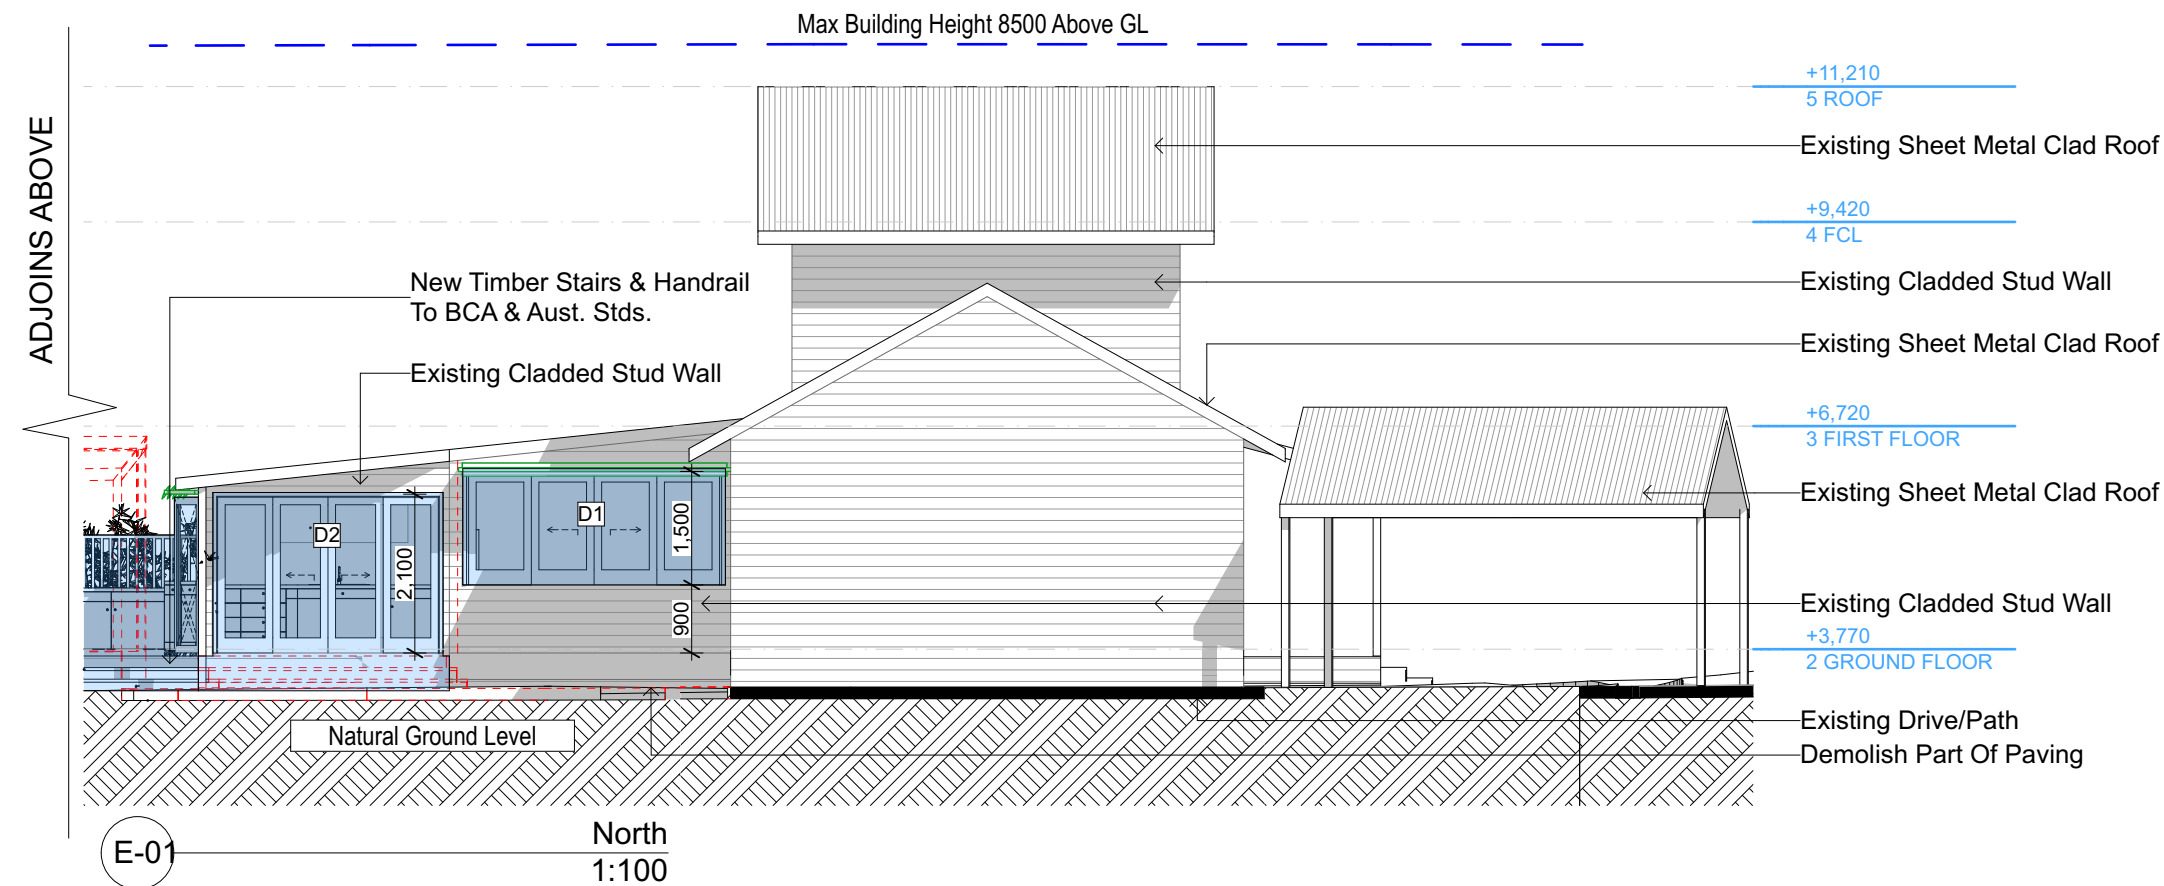 Max Building Height 8500 Above GL
ADJOINS ABOVE
+11,210
5 ROOF
Existing Sheet Metal Clad Roof
+9,420
4 FCL
New Timber Stairs & Handrail
To BCA & Aust. Stds.
Existing Cladded Stud Wall
Existing Sheet Metal Clad Roof
Existing Cladded Stud Wall
+6,720
3 FIRST FLOOR
Existing Sheet Metal Clad Roof
D1
D2
1,500
2,100
900
Existing Cladded Stud Wall
+3,770
2 GROUND FLOOR
Existing Drive/Path
Natural Ground Level
Demolish Part Of Paving
E-01
North
1:100